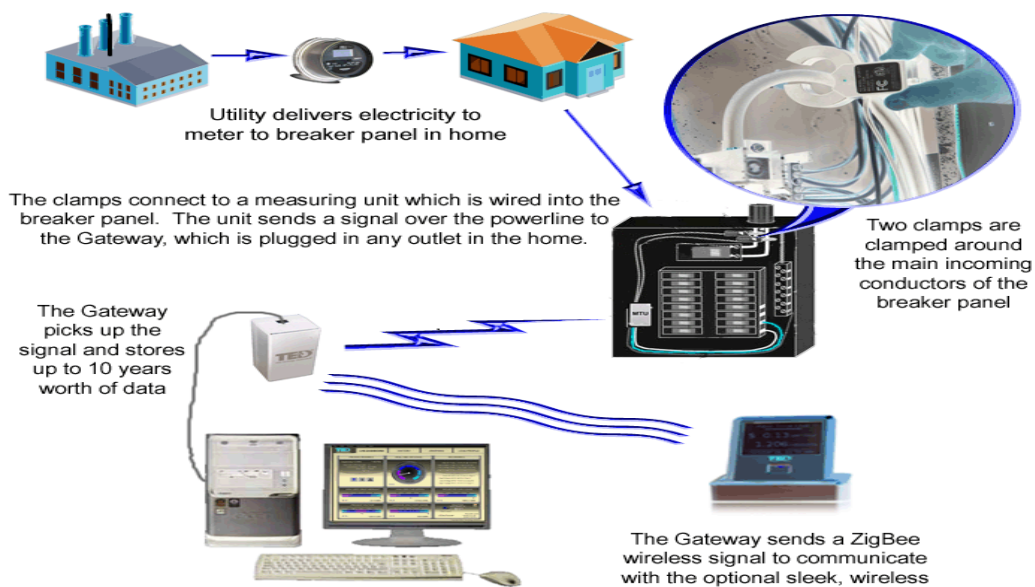 Utility delivers electricity to
meter to breaker panel in home
The clamps connect to a measuring unit which is wired into the
breaker panel. The unit sends a signal over the powerline to
the Gateway, which is plugged in any outlet in the home.
Two clamps are
clamped around
the main incoming
conductors of the
breaker panel
MTU
The Gateway
picks up the
signal and stores
up to 10 years
worth of data
TED
The Gateway sends a ZigBee
wireless signal to communicate
with the optional sleek, wireless